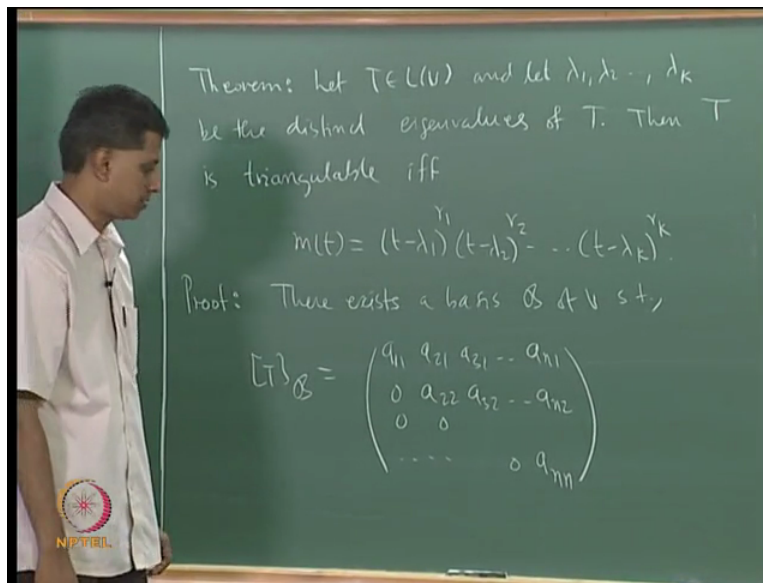 Theorem: Let T ∈ L(V) and let λ₁, λ₂ ..., λₖ
be the distinct eigenvalues of T. Then T
is triangulable iff
m(t) = (t-λ₁)^r₁ (t-λ₂)^r₂ - ... (t-λₖ)^rₖ.
Proof: There exists a basis B of V s.t.,
[T]_B = ( a₁₁ a₂₁ a₃₁ .. aₙ₁
0 a₂₂ a₃₂ ... aₙ₂
0 0
.... 0 aₙₙ )
NPTEL